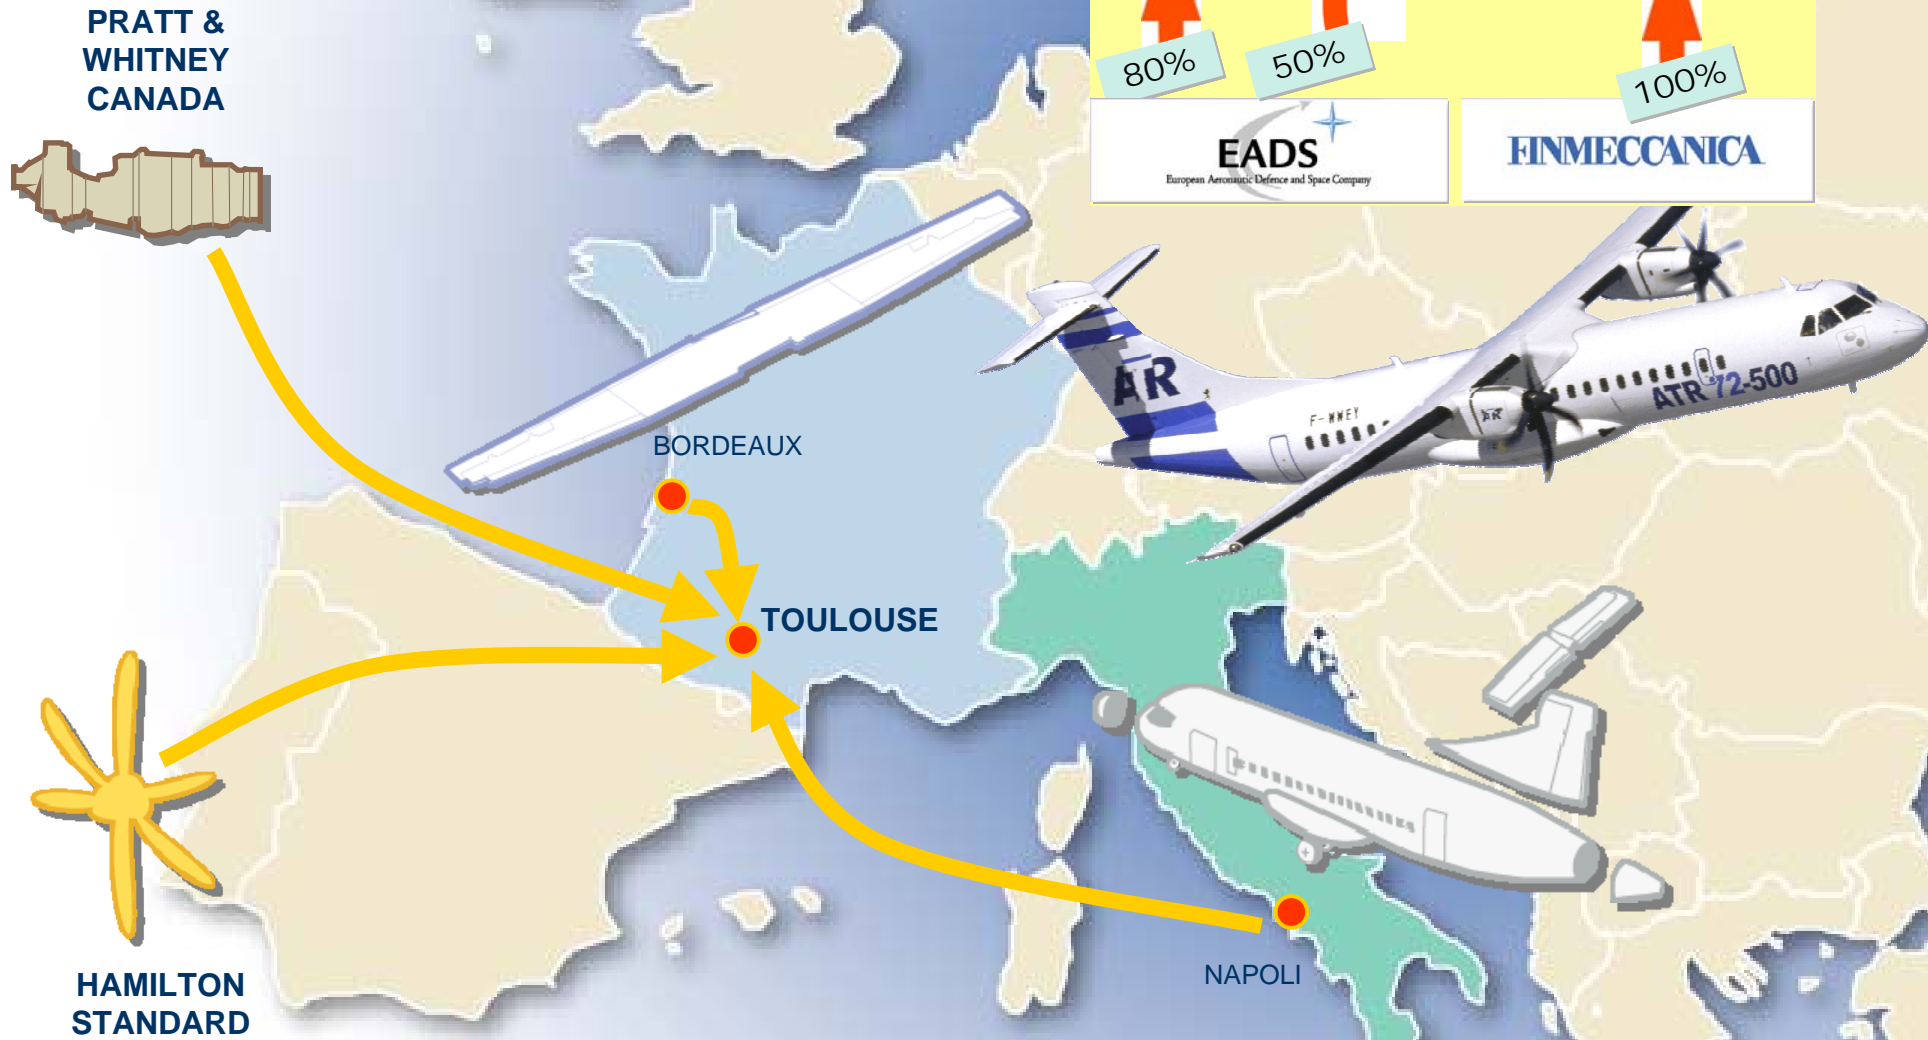 PRATT &
WHITNEY
CANADA
80%
50%
100%
EADS
European Aeronautic Defence and Space Company
FINMECCANICA
ATR
F-WWEY
ATR 72-500
BORDEAUX
TOULOUSE
NAPOLI
HAMILTON
STANDARD